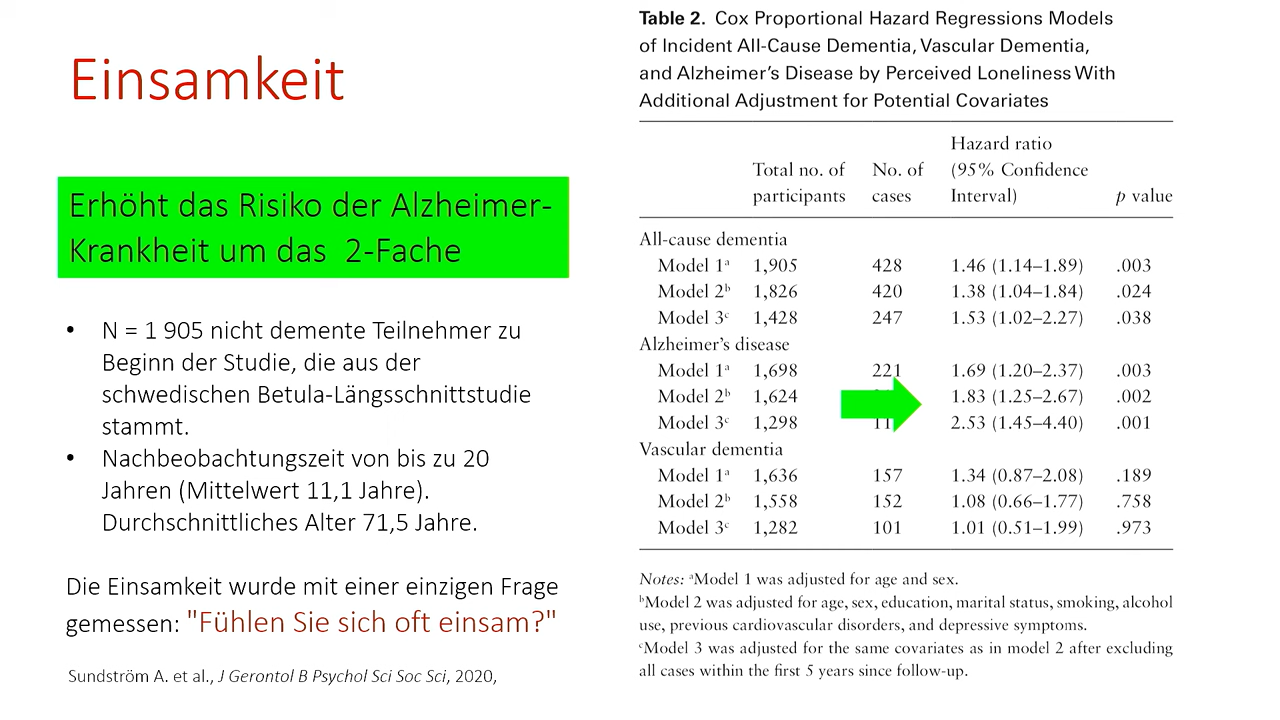 Einsamkeit
Erhöht das Risiko der Alzheimer-
Krankheit um das 2-Fache
• N = 1 905 nicht demente Teilnehmer zu
Beginn der Studie, die aus der
schwedischen Betula-Längsschnittstudie
stammt.
• Nachbeobachtungszeit von bis zu 20
Jahren (Mittelwert 11,1 Jahre).
Durchschnittliches Alter 71,5 Jahre.
Die Einsamkeit wurde mit einer einzigen Frage
gemessen: "Fühlen Sie sich oft einsam?"
Sundström A. et al., J Gerontol B Psychol Sci Soc Sci, 2020,
Table 2. Cox Proportional Hazard Regressions Models
of Incident All-Cause Dementia, Vascular Dementia,
and Alzheimer's Disease by Perceived Loneliness With
Additional Adjustment for Potential Covariates
Hazard ratio
Total no. of No. of (95% Confidence
participants cases Interval) p value
All-cause dementia
Model 1ᵃ 1,905 428 1.46 (1.14–1.89) .003
Model 2ᵇ 1,826 420 1.38 (1.04–1.84) .024
Model 3ᶜ 1,428 247 1.53 (1.02–2.27) .038
Alzheimer's disease
Model 1ᵃ 1,698 221 1.69 (1.20–2.37) .003
Model 2ᵇ 1,624 1.83 (1.25–2.67) .002
Model 3ᶜ 1,298 2.53 (1.45–4.40) .001
Vascular dementia
Model 1ᵃ 1,636 157 1.34 (0.87–2.08) .189
Model 2ᵇ 1,558 152 1.08 (0.66–1.77) .758
Model 3ᶜ 1,282 101 1.01 (0.51–1.99) .973
Notes: ᵃModel 1 was adjusted for age and sex.
ᵇModel 2 was adjusted for age, sex, education, marital status, smoking, alcohol
use, previous cardiovascular disorders, and depressive symptoms.
ᶜModel 3 was adjusted for the same covariates as in model 2 after excluding
all cases within the first 5 years since follow-up.